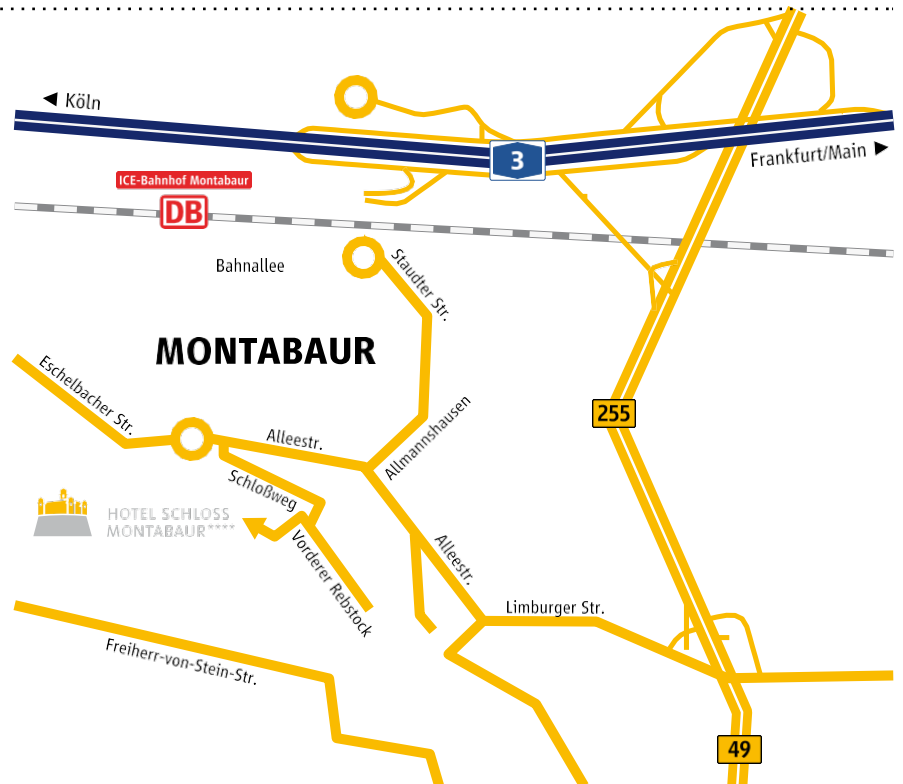 ◄ Köln
3
Frankfurt/Main ►
ICE-Bahnhof Montabaur
DB
Bahnallee
Staudter Str.
MONTABAUR
Eschelbacher Str.
255
Alleestr.
Allmannshausen
Schloßweg
HOTEL SCHLOSS
MONTABAUR****
Vorderer Rebstock
Alleestr.
Limburger Str.
Freiherr-von-Stein-Str.
49